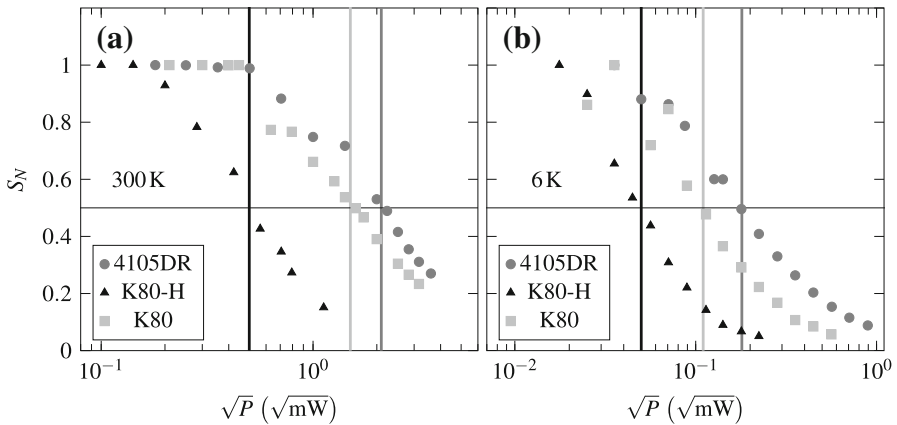 (a)
(b)
1
0.8
0.6
0.4
0.2
0
S_N
300 K
6 K
4105DR
K80-H
K80
4105DR
K80-H
K80
10^−1
10^0
10^−2
10^−1
10^0
√P (√mW)
√P (√mW)